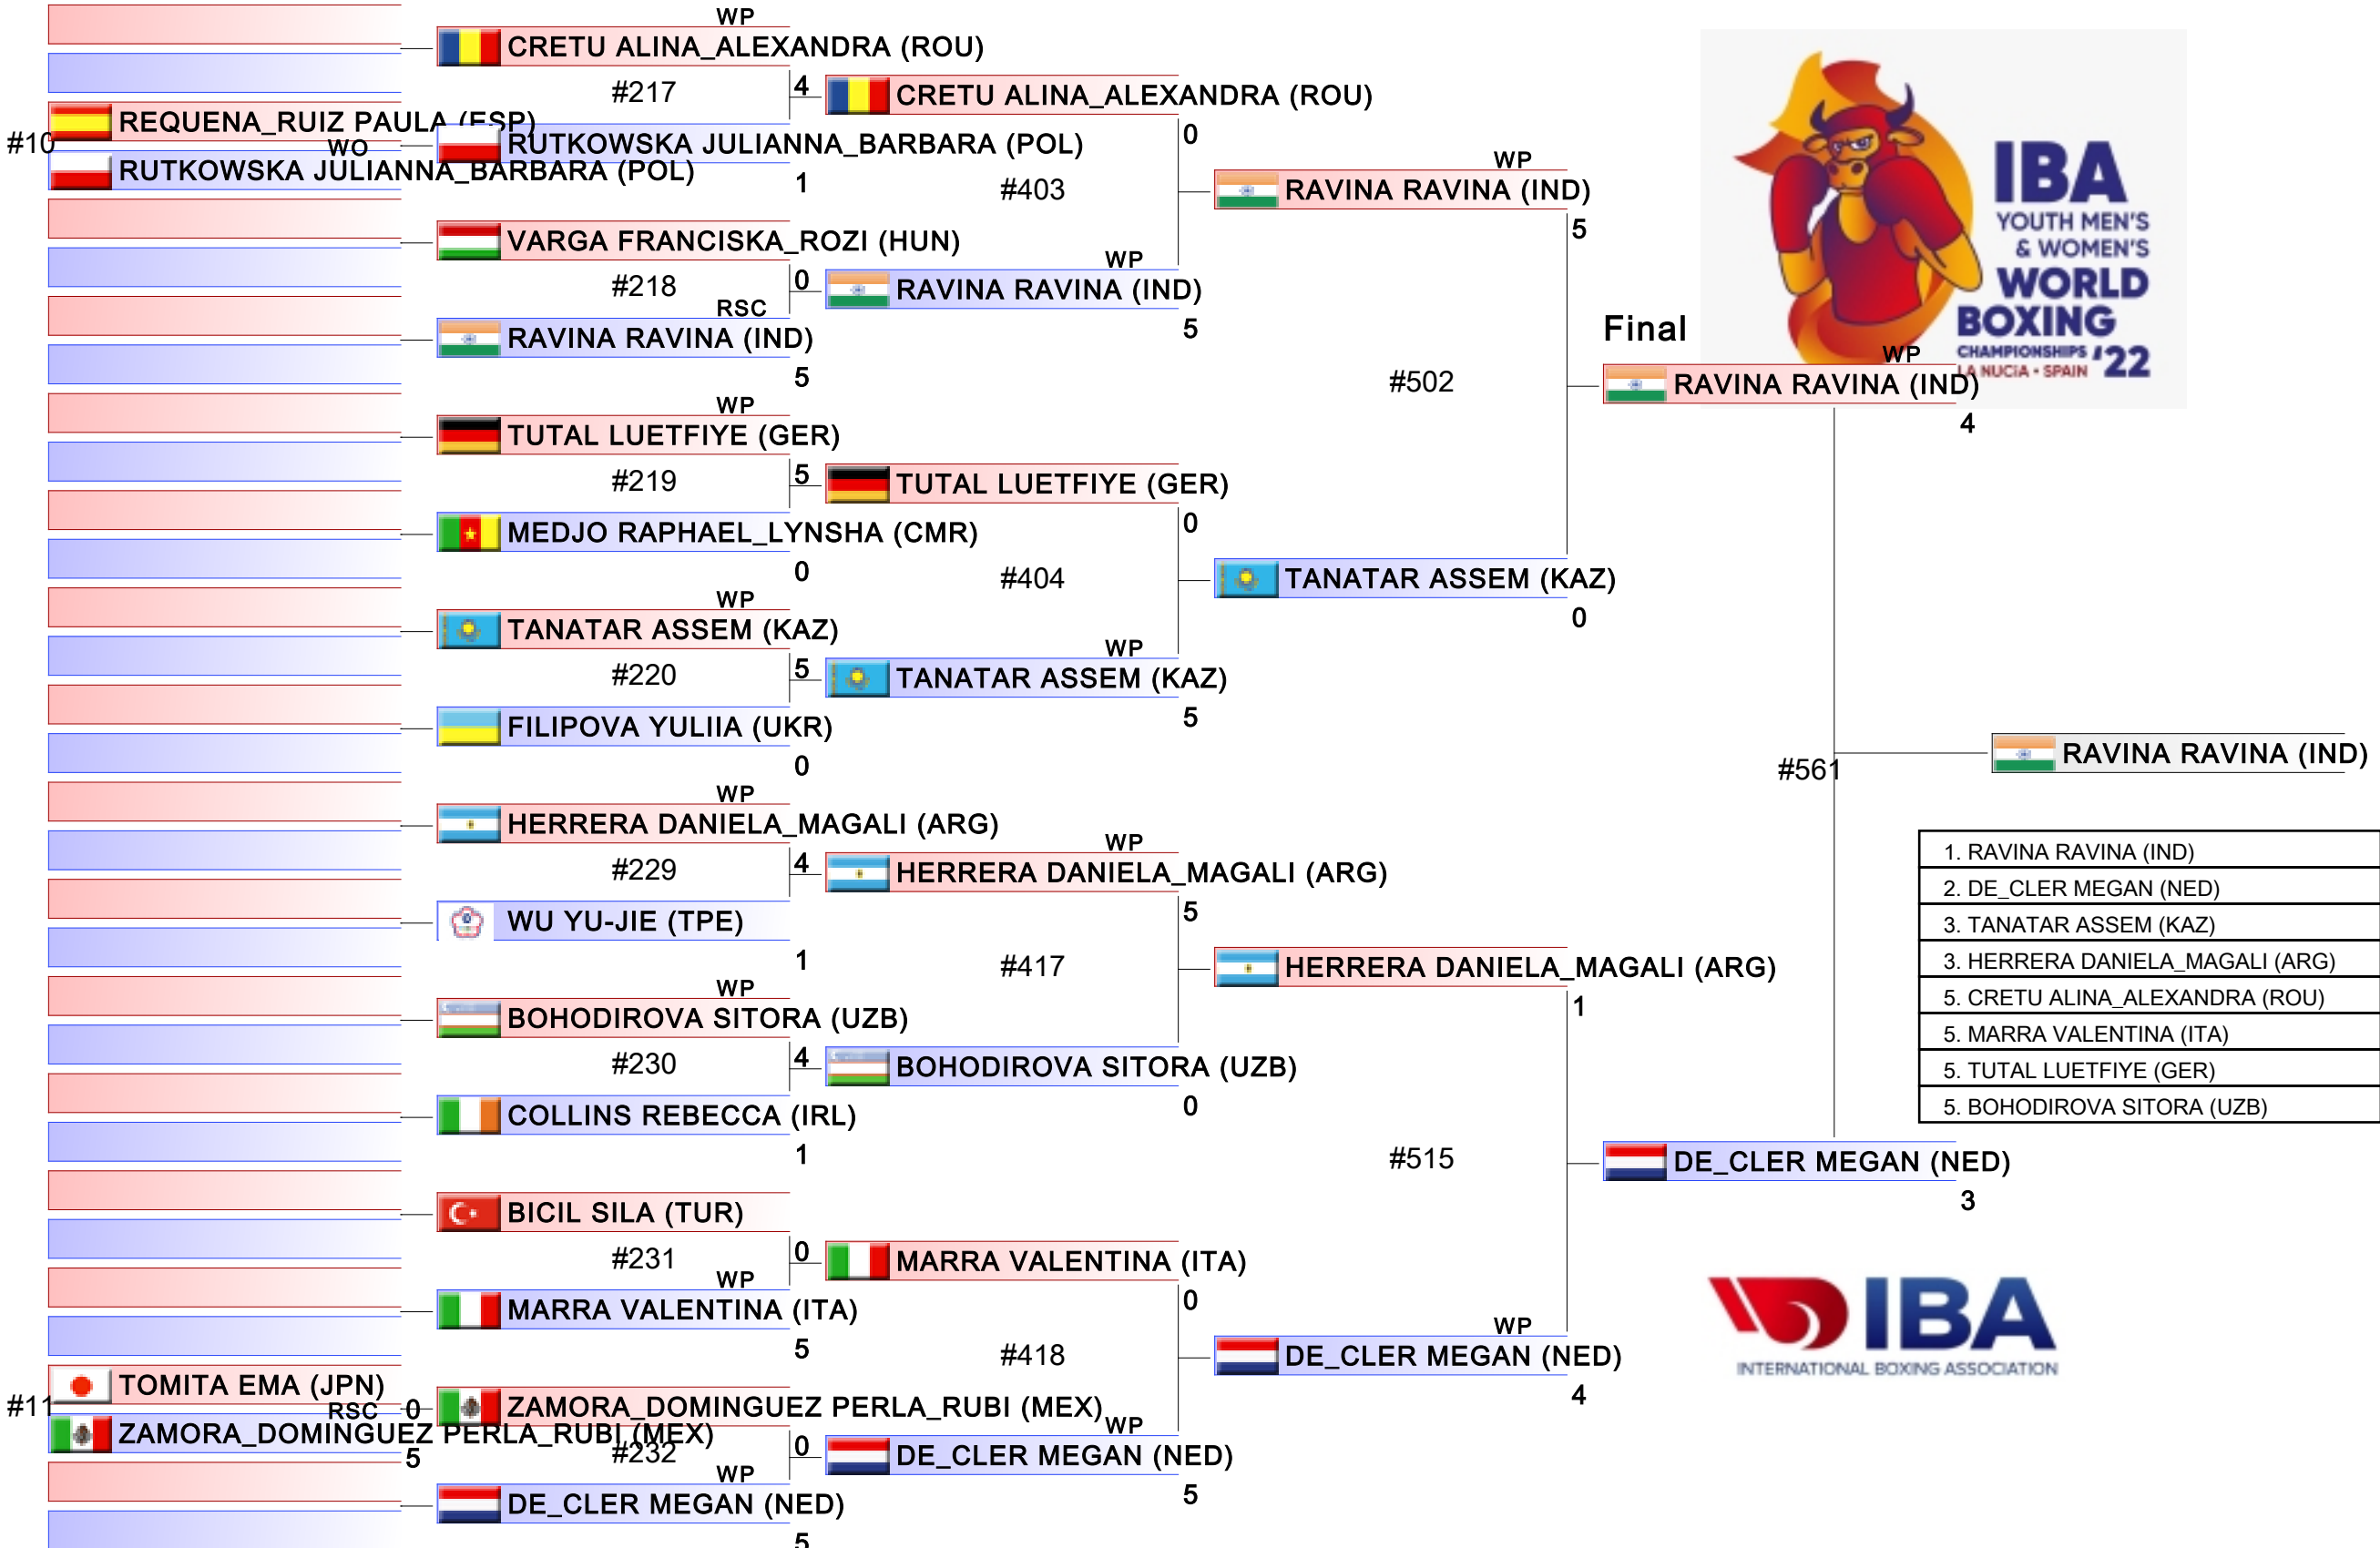 #10
REQUENA_RUIZ PAULA (ESP)
WO
RUTKOWSKA JULIANNA_BARBARA (POL)
#11
TOMITA EMA (JPN)
RSC 0
ZAMORA_DOMINGUEZ PERLA_RUBI (MEX)
5
WP
CRETU ALINA_ALEXANDRA (ROU)
#217
4
RUTKOWSKA JULIANNA_BARBARA (POL)
1
VARGA FRANCISKA_ROZI (HUN)
#218
0
RSC
RAVINA RAVINA (IND)
5
WP
TUTAL LUETFIYE (GER)
#219
5
MEDJO RAPHAEL_LYNSHA (CMR)
0
WP
TANATAR ASSEM (KAZ)
#220
5
FILIPOVA YULIIA (UKR)
0
WP
HERRERA DANIELA_MAGALI (ARG)
#229
4
WU YU-JIE (TPE)
1
WP
BOHODIROVA SITORA (UZB)
#230
4
COLLINS REBECCA (IRL)
1
BICIL SILA (TUR)
#231
0
WP
MARRA VALENTINA (ITA)
5
ZAMORA_DOMINGUEZ PERLA_RUBI (MEX)
#232
0
WP
DE_CLER MEGAN (NED)
5
CRETU ALINA_ALEXANDRA (ROU)
0
#403
WP
RAVINA RAVINA (IND)
5
TUTAL LUETFIYE (GER)
0
#404
WP
TANATAR ASSEM (KAZ)
5
WP
HERRERA DANIELA_MAGALI (ARG)
5
#417
BOHODIROVA SITORA (UZB)
0
MARRA VALENTINA (ITA)
0
#418
WP
DE_CLER MEGAN (NED)
5
WP
RAVINA RAVINA (IND)
5
#502
TANATAR ASSEM (KAZ)
0
HERRERA DANIELA_MAGALI (ARG)
1
#515
WP
DE_CLER MEGAN (NED)
4
Final
WP
RAVINA RAVINA (IND)
4
#561
DE_CLER MEGAN (NED)
3
RAVINA RAVINA (IND)
IBA
YOUTH MEN'S
& WOMEN'S
WORLD
BOXING
CHAMPIONSHIPS '22
LA NUCIA • SPAIN
1. RAVINA RAVINA (IND)
2. DE_CLER MEGAN (NED)
3. TANATAR ASSEM (KAZ)
3. HERRERA DANIELA_MAGALI (ARG)
5. CRETU ALINA_ALEXANDRA (ROU)
5. MARRA VALENTINA (ITA)
5. TUTAL LUETFIYE (GER)
5. BOHODIROVA SITORA (UZB)
IBA
INTERNATIONAL BOXING ASSOCIATION